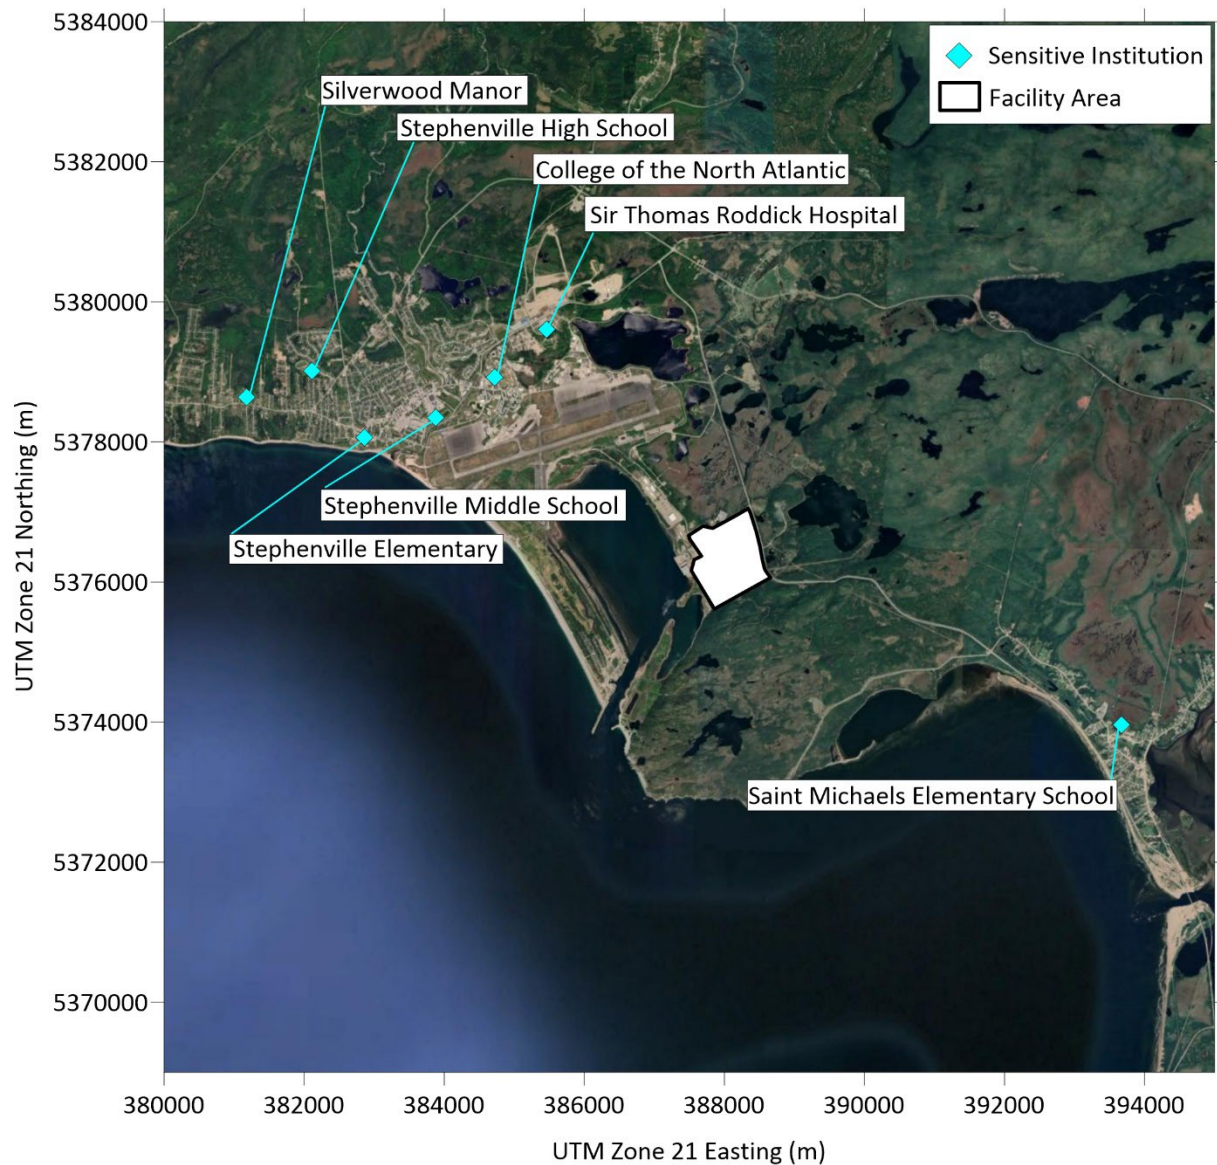 5384000
5382000
5380000
5378000
5376000
5374000
5372000
5370000
UTM Zone 21 Northing (m)
Sensitive Institution
Facility Area
Silverwood Manor
Stephenville High School
College of the North Atlantic
Sir Thomas Roddick Hospital
Stephenville Middle School
Stephenville Elementary
Saint Michaels Elementary School
380000
382000
384000
386000
388000
390000
392000
394000
UTM Zone 21 Easting (m)